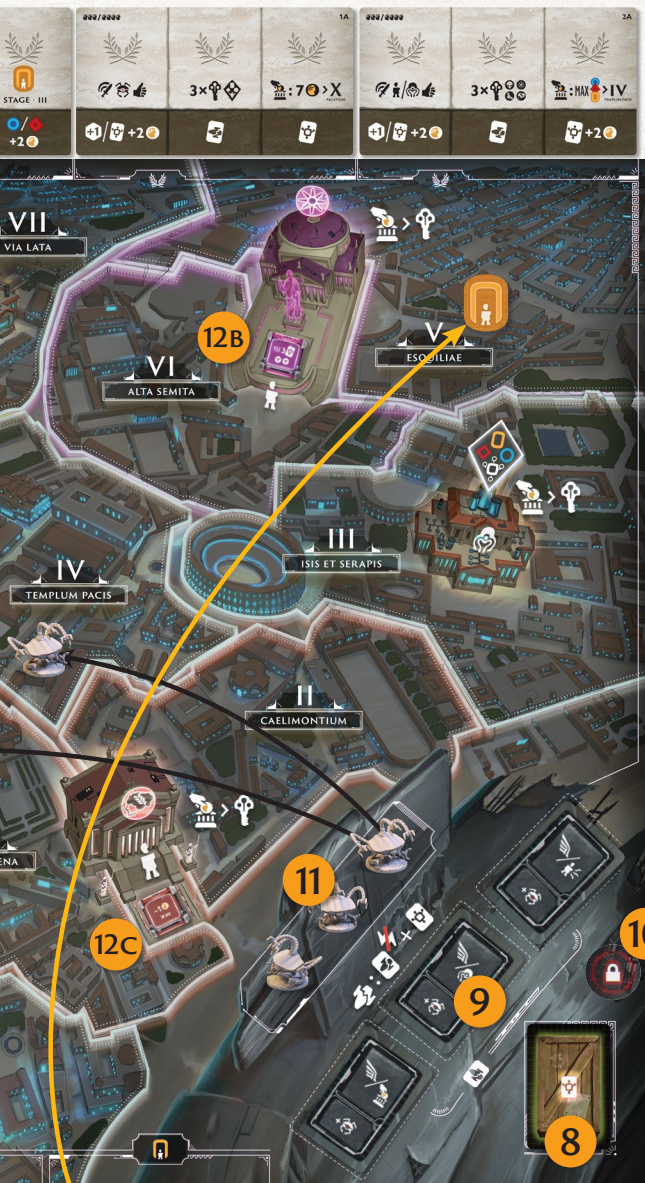 1A
2A
STAGE · III
3×
: 7 > X
PALATIUM
3×
: MAX > IV
TEMPLUM PACIS
/
+2
+1 / +2
+1 / +2
+2
VII
VIA LATA
>
12B
V
ESQUILIAE
VI
ALTA SEMITA
>
III
ISIS ET SERAPIS
IV
TEMPLUM PACIS
II
CAELIMONTIUM
>
ENA
11
12C
+
:
9
10
8